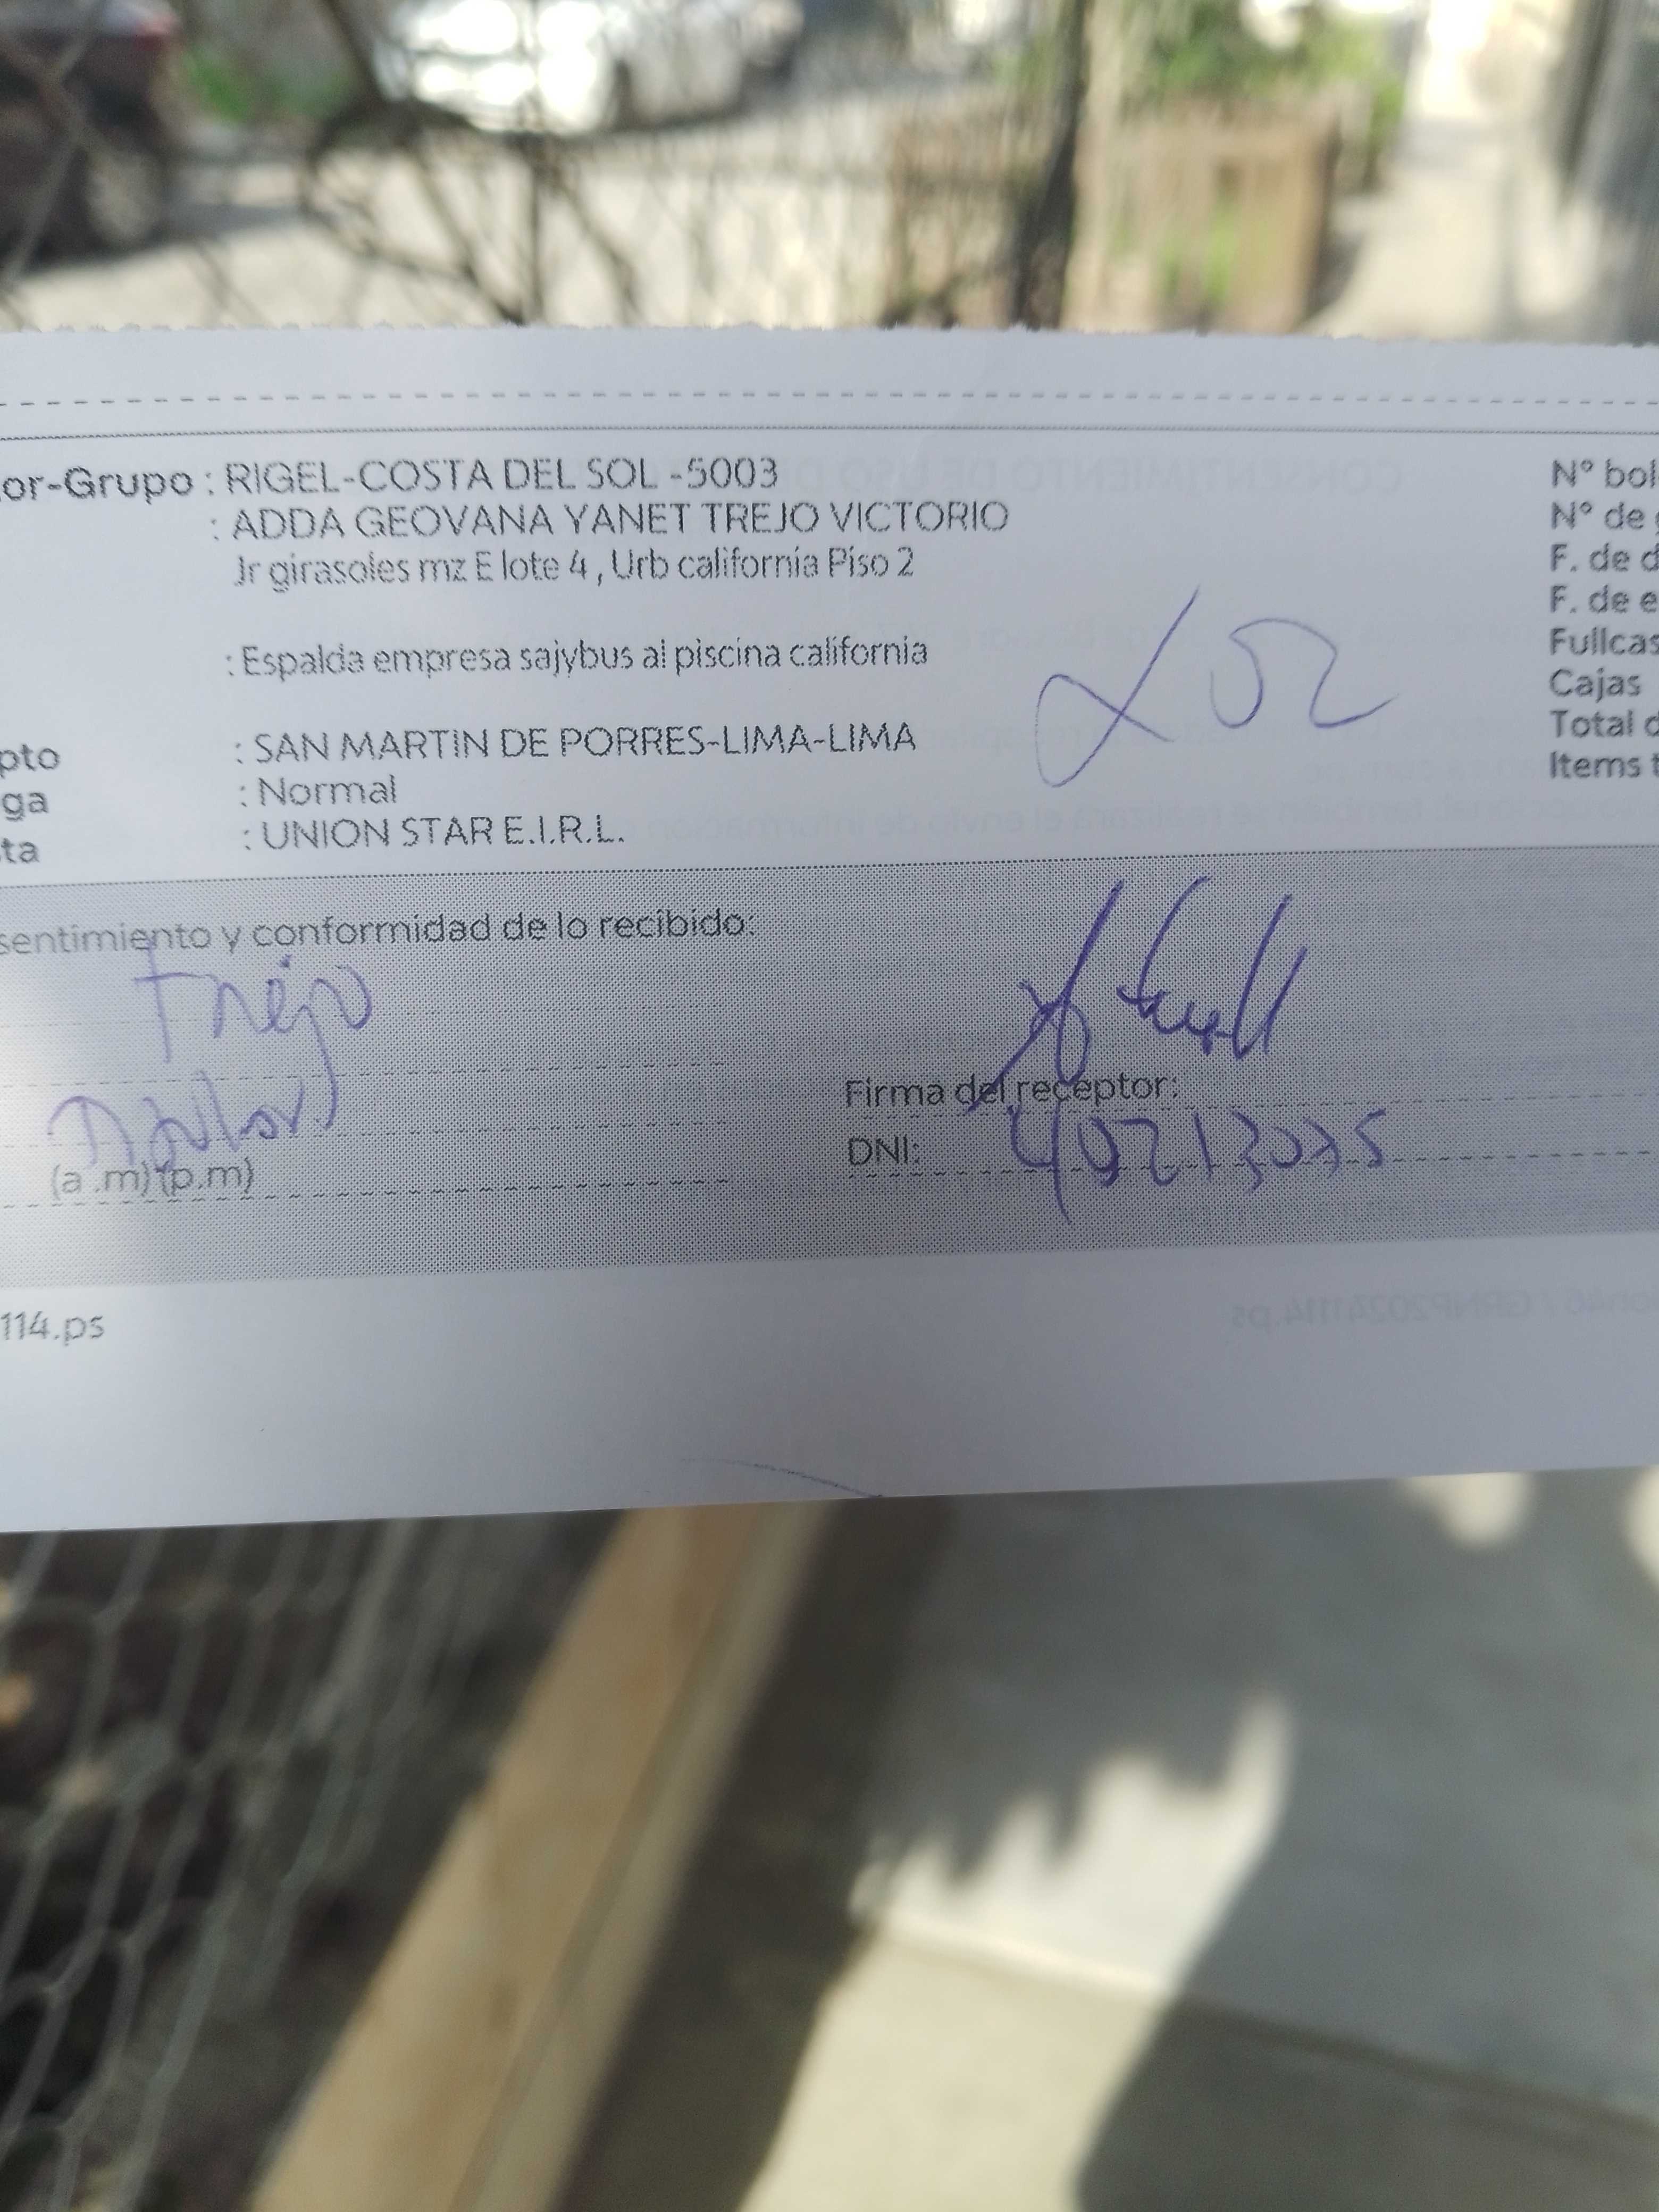 or-Grupo : RIGEL-COSTA DEL SOL -5003
: ADDA GEOVANA YANET TREJO VICTORIO
Jr girasoles mz E lote 4 , Urb california Piso 2
: Espalda empresa sajybus al piscina california
pto : SAN MARTIN DE PORRES-LIMA-LIMA
ga : Normal
ta : UNION STAR E.I.R.L.
N° bol
N° de g
F. de d
F. de e
Fullcas
Cajas
Total d
Items t
sentimiento y conformidad de lo recibido:
Trejo
(a .m) (p.m)
Firma del receptor:
DNI: 40213075
114.ps